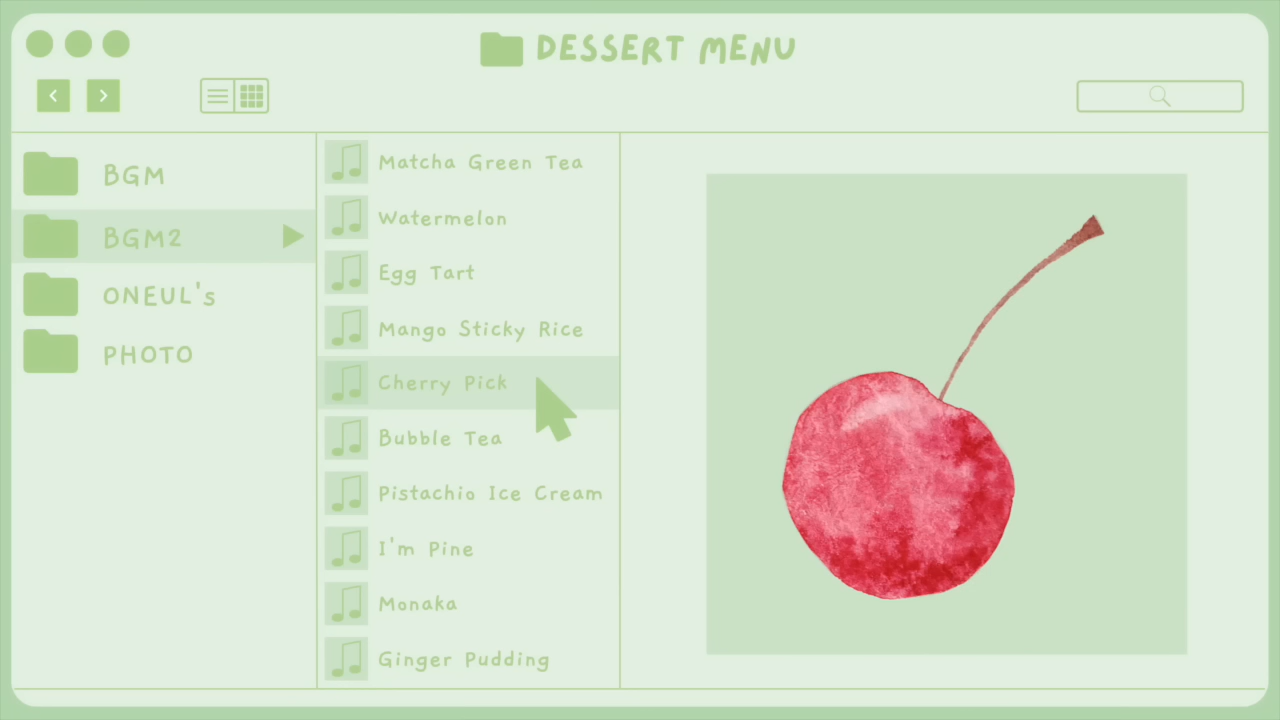 DESSERT MENU
BGM
BGM2
ONEUL's
PHOTO
Matcha Green Tea
Watermelon
Egg Tart
Mango Sticky Rice
Cherry Pick
Bubble Tea
Pistachio Ice Cream
I'm Pine
Monaka
Ginger Pudding